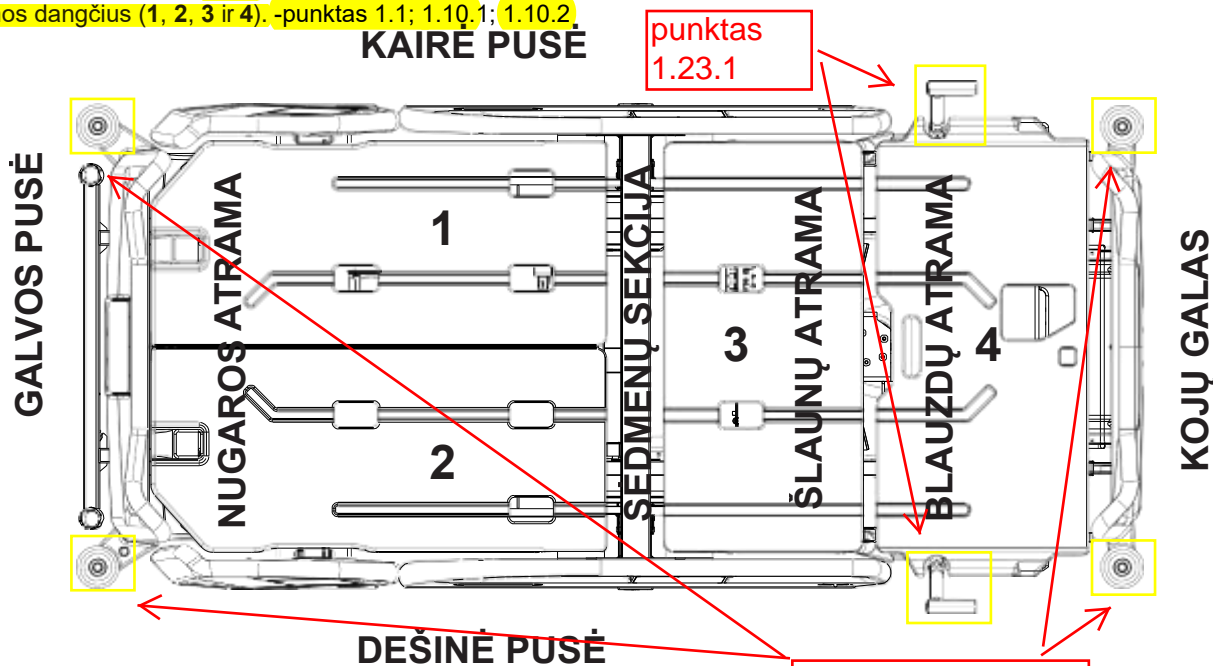 os dangčius (1, 2, 3 ir 4). -punktas 1.1; 1.10.1; 1.10.2
KAIRĖ PUSĖ
punktas
1.23.1
GALVOS PUSĖ
NUGAROS ATRAMA
1
2
SĖDMENŲ SEKCIJA
3
ŠLAUNŲ ATRAMA
BLAUZDŲ ATRAMA
4
KOJŲ GALAS
DEŠINĖ PUSĖ